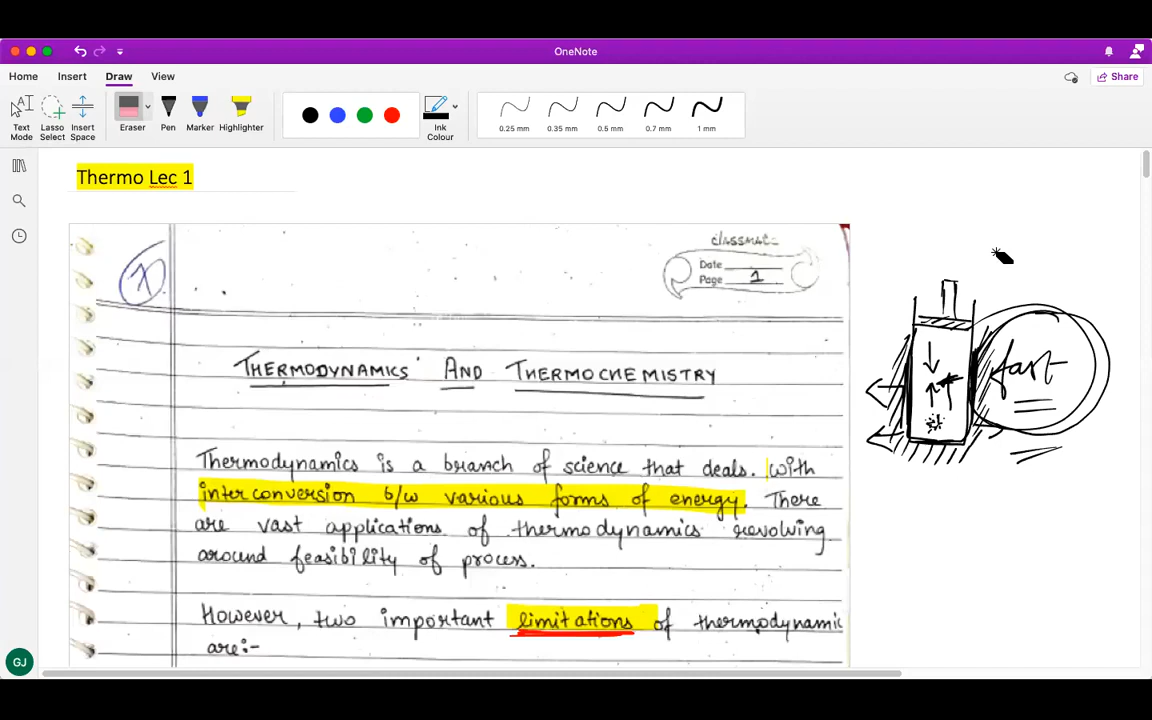 OneNote
Home Insert Draw View
Share
Text Mode
Lasso Select
Insert Space
Eraser
Pen
Marker
Highlighter
Ink Colour
0.25 mm
0.35 mm
0.5 mm
0.7 mm
1 mm
Thermo Lec 1
classmate
Date
Page 1
THERMODYNAMICS AND THERMOCHEMISTRY
fast
Thermodynamics is a branch of science that deals. with
interconversion b/w various forms of energy. There
are vast applications of thermodynamics revolving
around feasibility of process.
However, two important limitations of thermodynamic
are:-
GJ